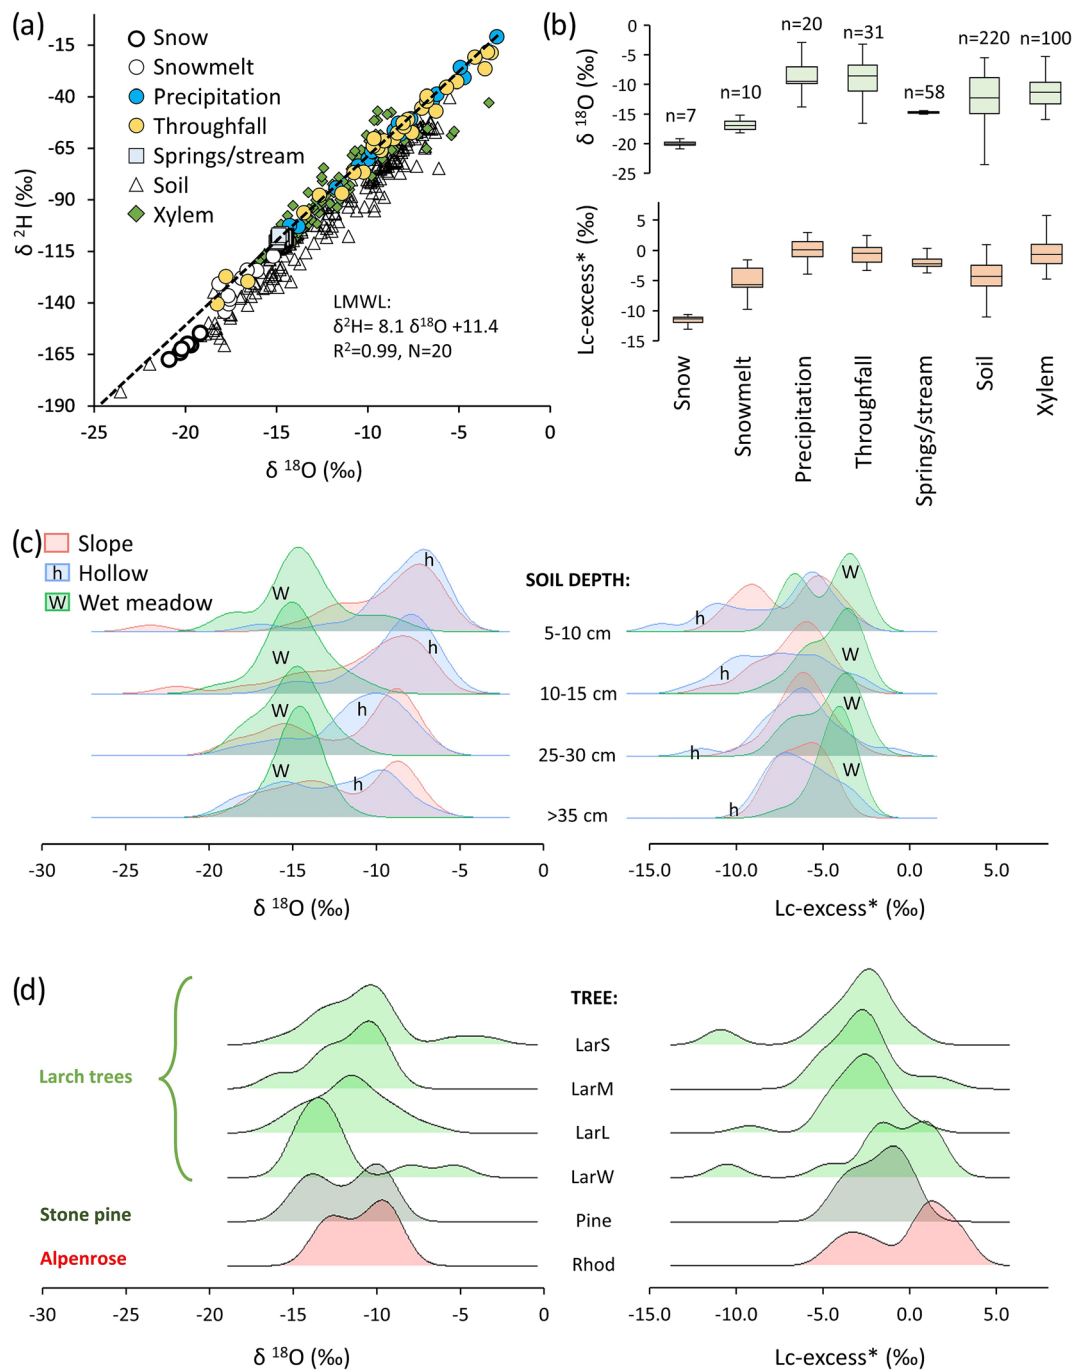 (a)
-15
-40
-65
-90
-115
-140
-165
-190
δ ²H (‰)
Snow
Snowmelt
Precipitation
Throughfall
Springs/stream
Soil
Xylem
LMWL:
δ²H= 8.1 δ¹⁸O +11.4
R²=0.99, N=20
-25 -20 -15 -10 -5 0
δ ¹⁸O (‰)
(b)
δ ¹⁸O (‰)
0
-5
-10
-15
-20
-25
n=7
n=10
n=20
n=31
n=58
n=220
n=100
Lc-excess* (‰)
5
0
-5
-10
-15
Snow
Snowmelt
Precipitation
Throughfall
Springs/stream
Soil
Xylem
(c)
Slope
h Hollow
W Wet meadow
SOIL DEPTH:
W h h W
5-10 cm
W h h W
10-15 cm
W h h W
25-30 cm
W h h W
>35 cm
-30 -25 -20 -15 -10 -5 0
δ ¹⁸O (‰)
-15.0 -10.0 -5.0 0.0 5.0
Lc-excess* (‰)
(d)
TREE:
LarS
Larch trees
LarM
LarL
LarW
Stone pine
Pine
Alpenrose
Rhod
-30 -25 -20 -15 -10 -5 0
δ ¹⁸O (‰)
-15.0 -10.0 -5.0 0.0 5.0
Lc-excess* (‰)